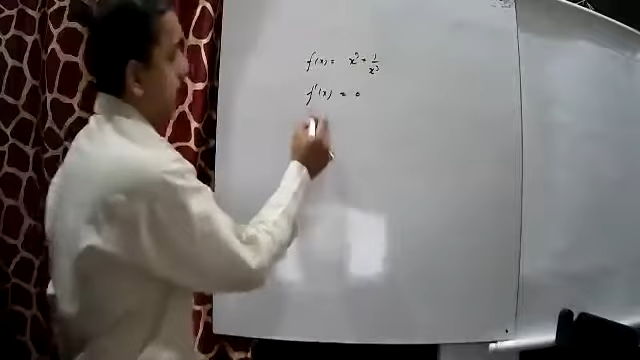 f(x) = x² + 1/x²
f'(x) = 0